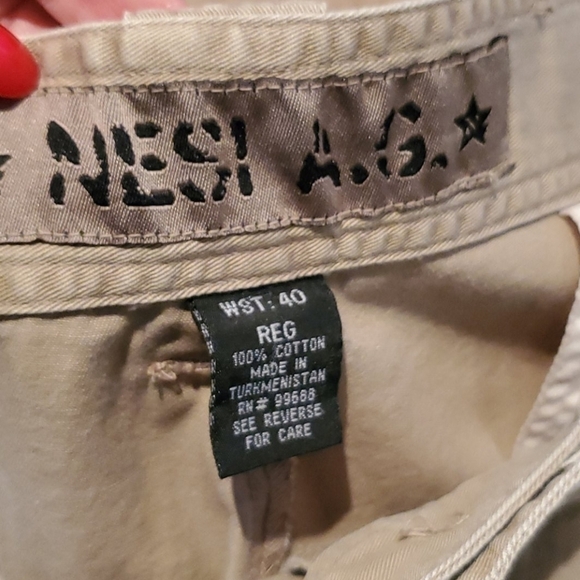 NESI A.G.
WST: 40
REG
100% COTTON
MADE IN
TURKMENISTAN
RN# 99688
SEE REVERSE
FOR CARE